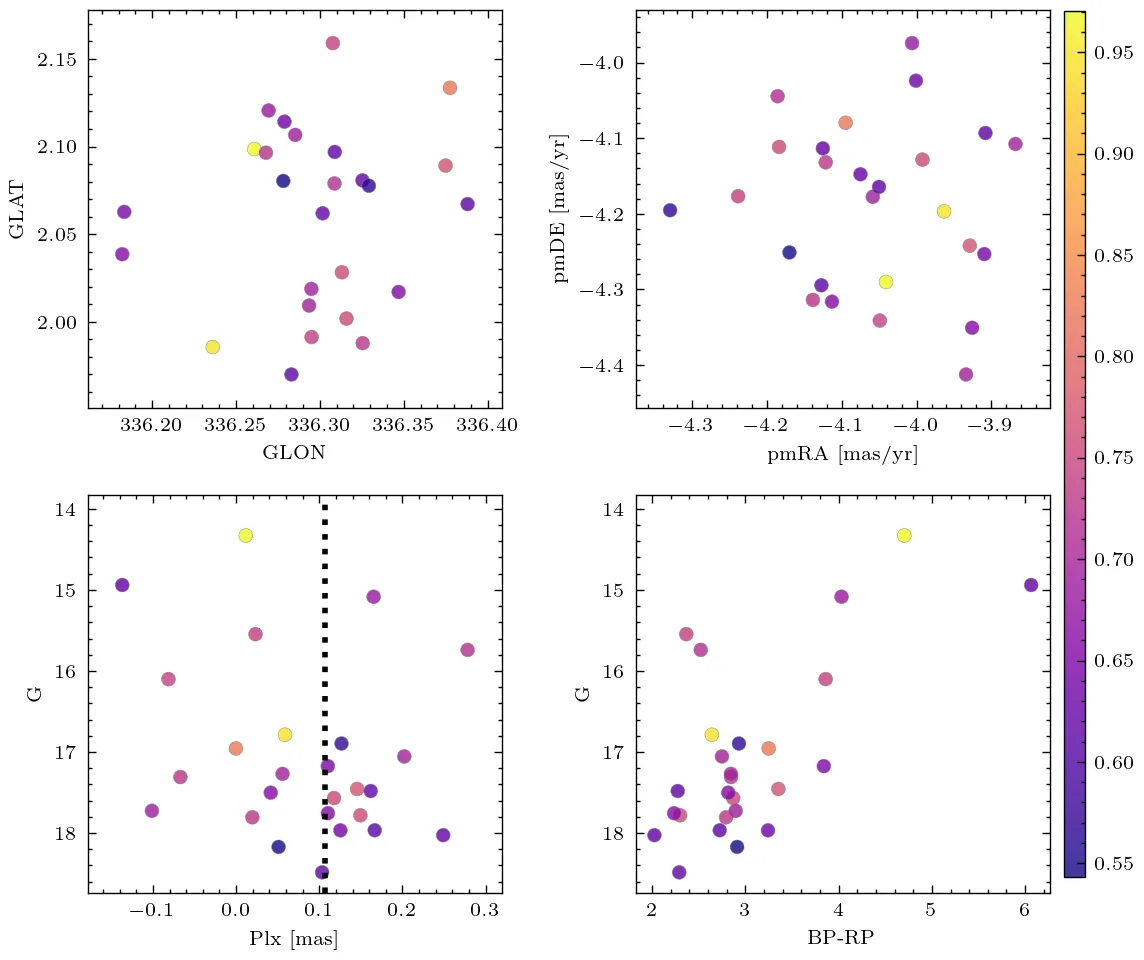 2.15
2.10
2.05
2.00
GLAT
336.20 336.25 336.30 336.35 336.40
GLON
−4.0
−4.1
−4.2
−4.3
−4.4
pmDE [mas/yr]
−4.3 −4.2 −4.1 −4.0 −3.9
pmRA [mas/yr]
14
15
16
17
18
G
−0.1 0.0 0.1 0.2 0.3
Plx [mas]
14
15
16
17
18
G
2 3 4 5 6
BP-RP
0.95
0.90
0.85
0.80
0.75
0.70
0.65
0.60
0.55